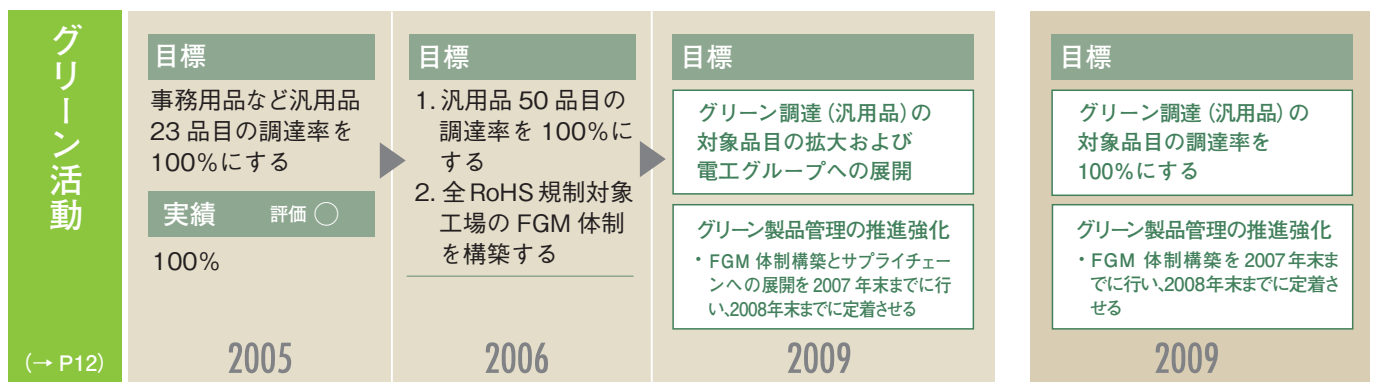 グリーン活動
(→ P12)
目標
事務用品など汎用品
23 品目の調達率を
100%にする
実績 評価 ○
100%
2005
目標
1. 汎用品 50 品目の
調達率を 100%に
する
2. 全 RoHS 規制対象
工場の FGM 体制
を構築する
2006
目標
グリーン調達（汎用品）の
対象品目の拡大および
電工グループへの展開
グリーン製品管理の推進強化
・FGM 体制構築とサプライチェー
ンへの展開を 2007 年末までに行
い、2008年末までに定着させる
2009
目標
グリーン調達（汎用品）の
対象品目の調達率を
100%にする
グリーン製品管理の推進強化
・FGM 体制構築を 2007 年末ま
でに行い、2008年末までに定着さ
せる
2009